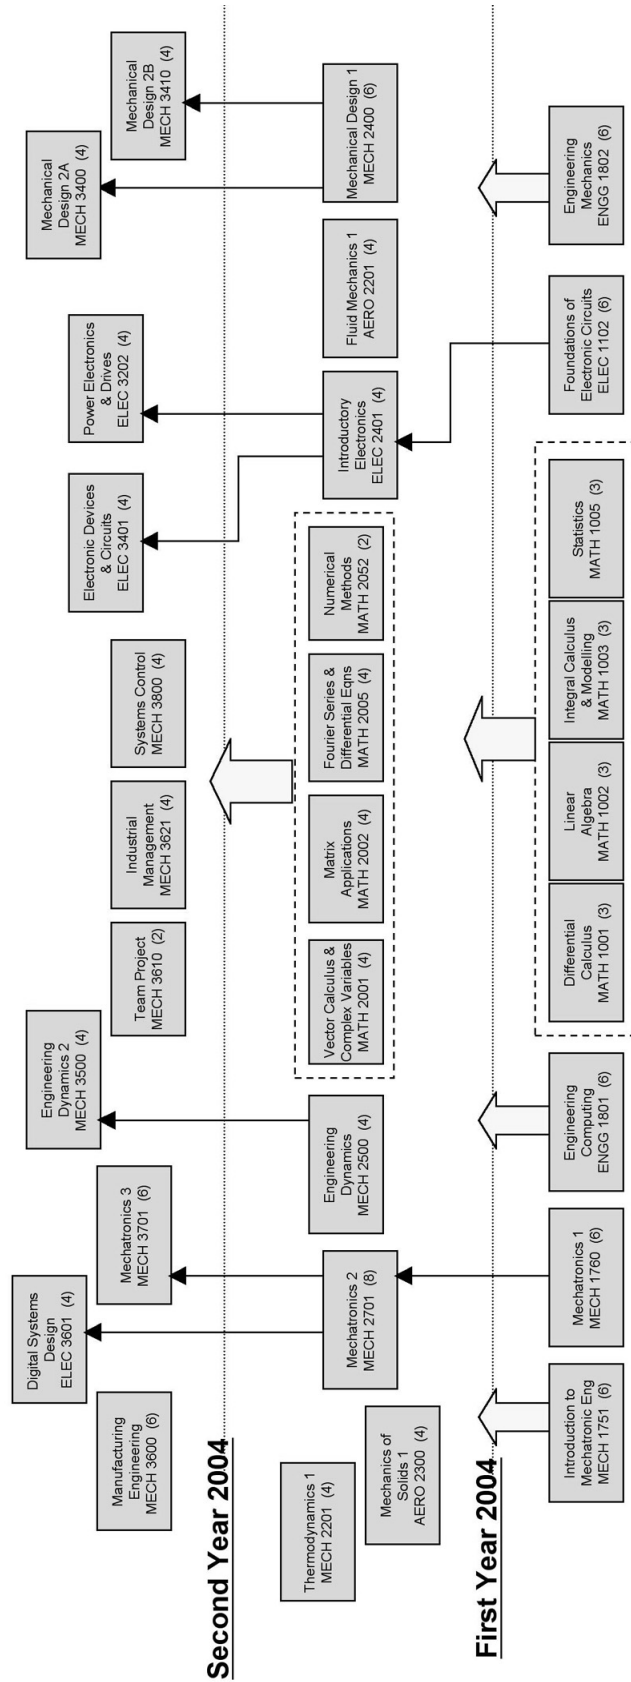 Manufacturing
Engineering
MECH 3600 (6)
Digital Systems
Design
ELEC 3601 (4)
Mechatronics 3
MECH 3701 (6)
Engineering
Dynamics 2
MECH 3500 (4)
Team Project
MECH 3610 (2)
Industrial
Management
MECH 3621 (4)
Systems Control
MECH 3800 (4)
Electronic Devices
& Circuits
ELEC 3401 (4)
Power Electronics
& Drives
ELEC 3202 (4)
Mechanical
Design 2A
MECH 3400 (4)
Mechanical
Design 2B
MECH 3410 (4)
Second Year 2004
Thermodynamics 1
MECH 2201 (4)
Mechanics of
Solids 1
AERO 2300 (4)
Mechatronics 2
MECH 2701 (8)
Engineering
Dynamics
MECH 2500 (4)
Vector Calculus &
Complex Variables
MATH 2001 (4)
Matrix
Applications
MATH 2002 (4)
Fourier Series &
Differential Eqns
MATH 2005 (4)
Numerical
Methods
MATH 2052 (2)
Introductory
Electronics
ELEC 2401 (4)
Fluid Mechanics 1
AERO 2201 (4)
Mechanical Design 1
MECH 2400 (6)
First Year 2004
Introduction to
Mechatronic Eng
MECH 1751 (6)
Mechatronics 1
MECH 1760 (6)
Engineering
Computing
ENGG 1801 (6)
Differential
Calculus
MATH 1001 (3)
Linear
Algebra
MATH 1002 (3)
Integral Calculus
& Modelling
MATH 1003 (3)
Statistics
MATH 1005 (3)
Foundations of
Electronic Circuits
ELEC 1102 (6)
Engineering
Mechanics
ENGG 1802 (6)